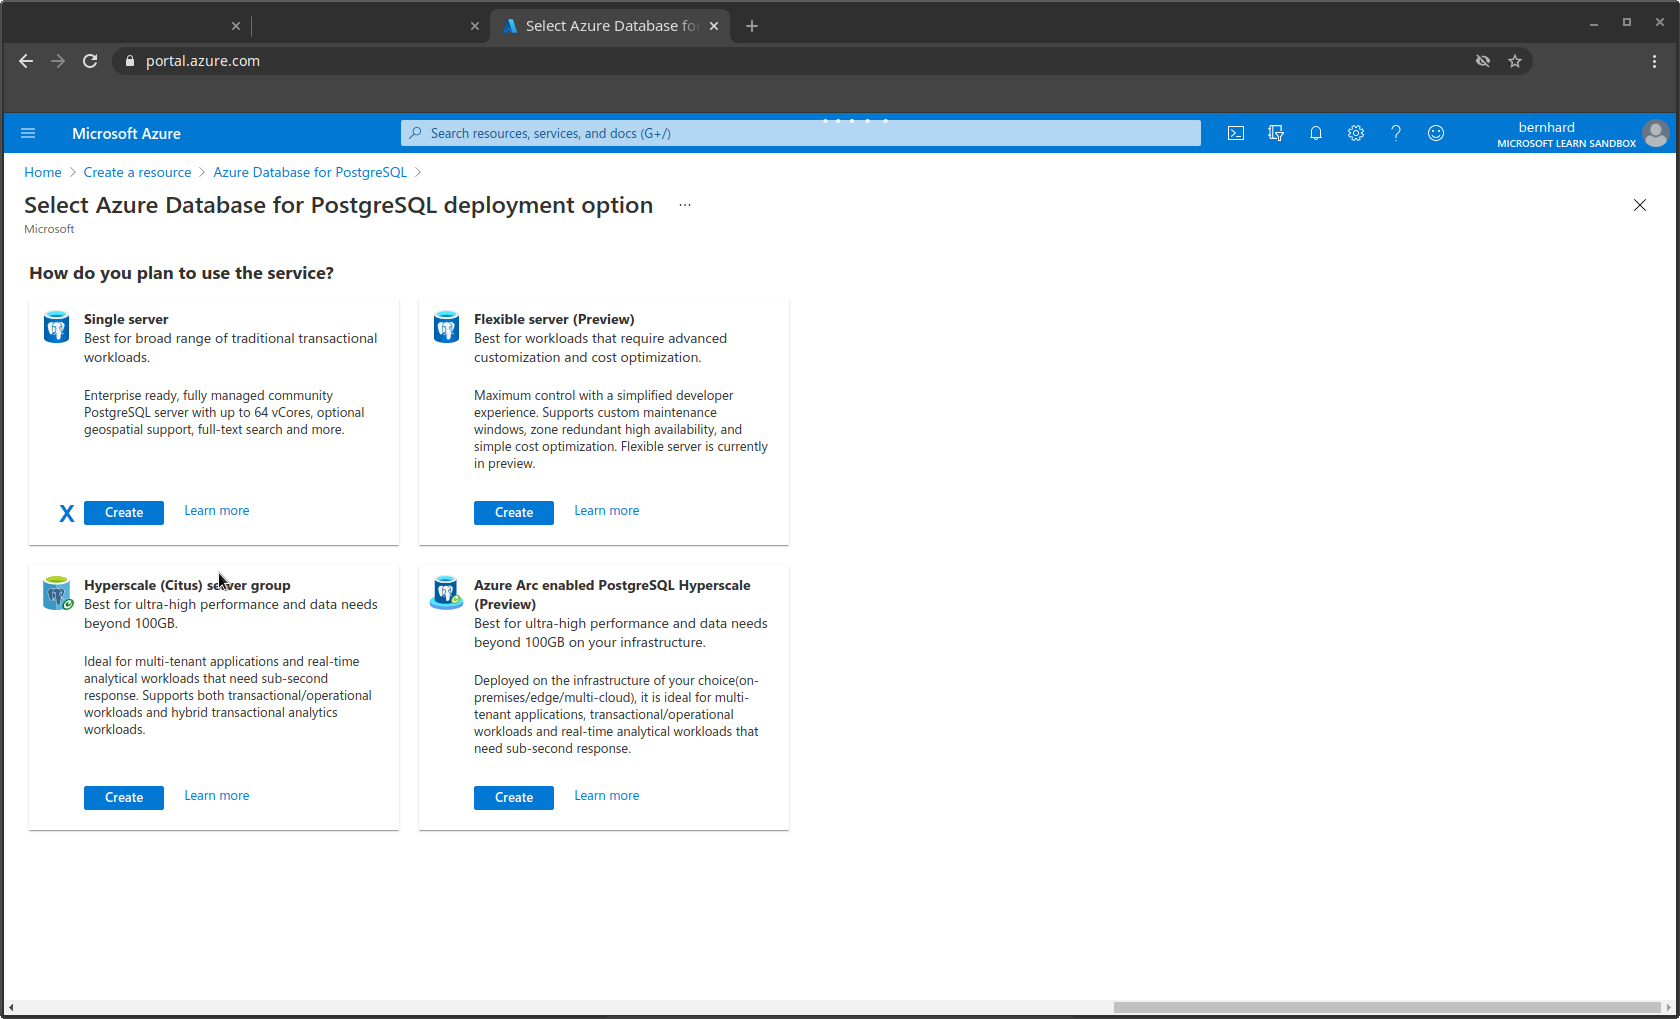 Select Azure Database fo
portal.azure.com
Microsoft Azure
Search resources, services, and docs (G+/)
bernhard
MICROSOFT LEARN SANDBOX
Home > Create a resource > Azure Database for PostgreSQL >
Select Azure Database for PostgreSQL deployment option ...
Microsoft
How do you plan to use the service?
Single server
Best for broad range of traditional transactional
workloads.
Enterprise ready, fully managed community
PostgreSQL server with up to 64 vCores, optional
geospatial support, full-text search and more.
X Create Learn more
Flexible server (Preview)
Best for workloads that require advanced
customization and cost optimization.
Maximum control with a simplified developer
experience. Supports custom maintenance
windows, zone redundant high availability, and
simple cost optimization. Flexible server is currently
in preview.
Create Learn more
Hyperscale (Citus) server group
Best for ultra-high performance and data needs
beyond 100GB.
Ideal for multi-tenant applications and real-time
analytical workloads that need sub-second
response. Supports both transactional/operational
workloads and hybrid transactional analytics
workloads.
Create Learn more
Azure Arc enabled PostgreSQL Hyperscale
(Preview)
Best for ultra-high performance and data needs
beyond 100GB on your infrastructure.
Deployed on the infrastructure of your choice(on-
premises/edge/multi-cloud), it is ideal for multi-
tenant applications, transactional/operational
workloads and real-time analytical workloads that
need sub-second response.
Create Learn more